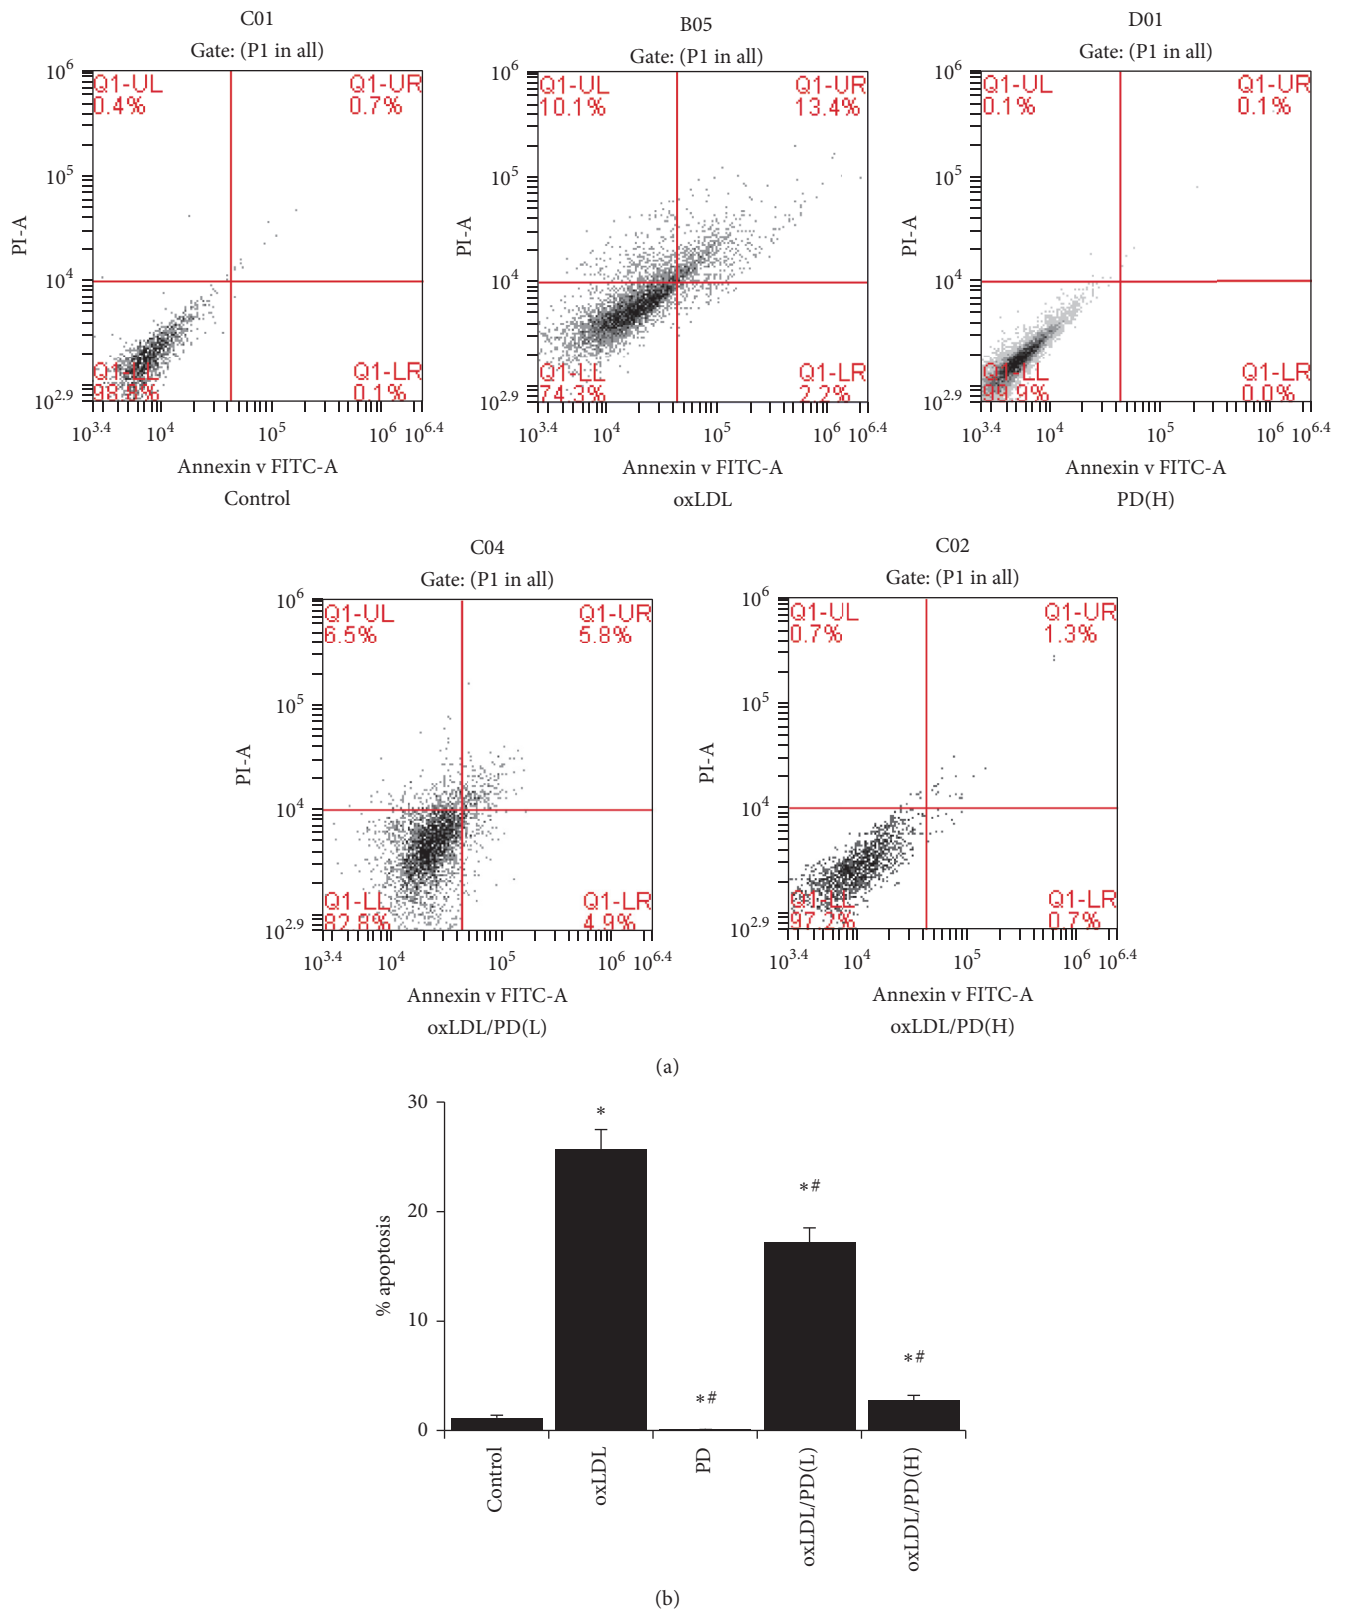 C01
Gate: (P1 in all)
Q1-UL
0.4%
Q1-UR
0.7%
Q1-LL
98.8%
Q1-LR
0.1%
10^6
10^5
10^4
10^2.9
PI-A
10^3.4 10^4 10^5 10^6 10^6.4
Annexin v FITC-A
Control
B05
Gate: (P1 in all)
Q1-UL
10.1%
Q1-UR
13.4%
Q1-LL
74.3%
Q1-LR
2.2%
10^6
10^5
10^4
10^2.9
PI-A
10^3.4 10^4 10^5 10^6 10^6.4
Annexin v FITC-A
oxLDL
D01
Gate: (P1 in all)
Q1-UL
0.1%
Q1-UR
0.1%
Q1-LL
99.9%
Q1-LR
0.0%
10^6
10^5
10^4
10^2.9
PI-A
10^3.4 10^4 10^5 10^6 10^6.4
Annexin v FITC-A
PD(H)
C04
Gate: (P1 in all)
Q1-UL
6.5%
Q1-UR
5.8%
Q1-LL
82.8%
Q1-LR
4.9%
10^6
10^5
10^4
10^2.9
PI-A
10^3.4 10^4 10^5 10^6 10^6.4
Annexin v FITC-A
oxLDL/PD(L)
C02
Gate: (P1 in all)
Q1-UL
0.7%
Q1-UR
1.3%
Q1-LL
97.2%
Q1-LR
0.7%
10^6
10^5
10^4
10^2.9
PI-A
10^3.4 10^4 10^5 10^6 10^6.4
Annexin v FITC-A
oxLDL/PD(H)
(a)
30
20
10
0
% apoptosis
*
*#
*#
*#
Control
oxLDL
PD
oxLDL/PD(L)
oxLDL/PD(H)
(b)